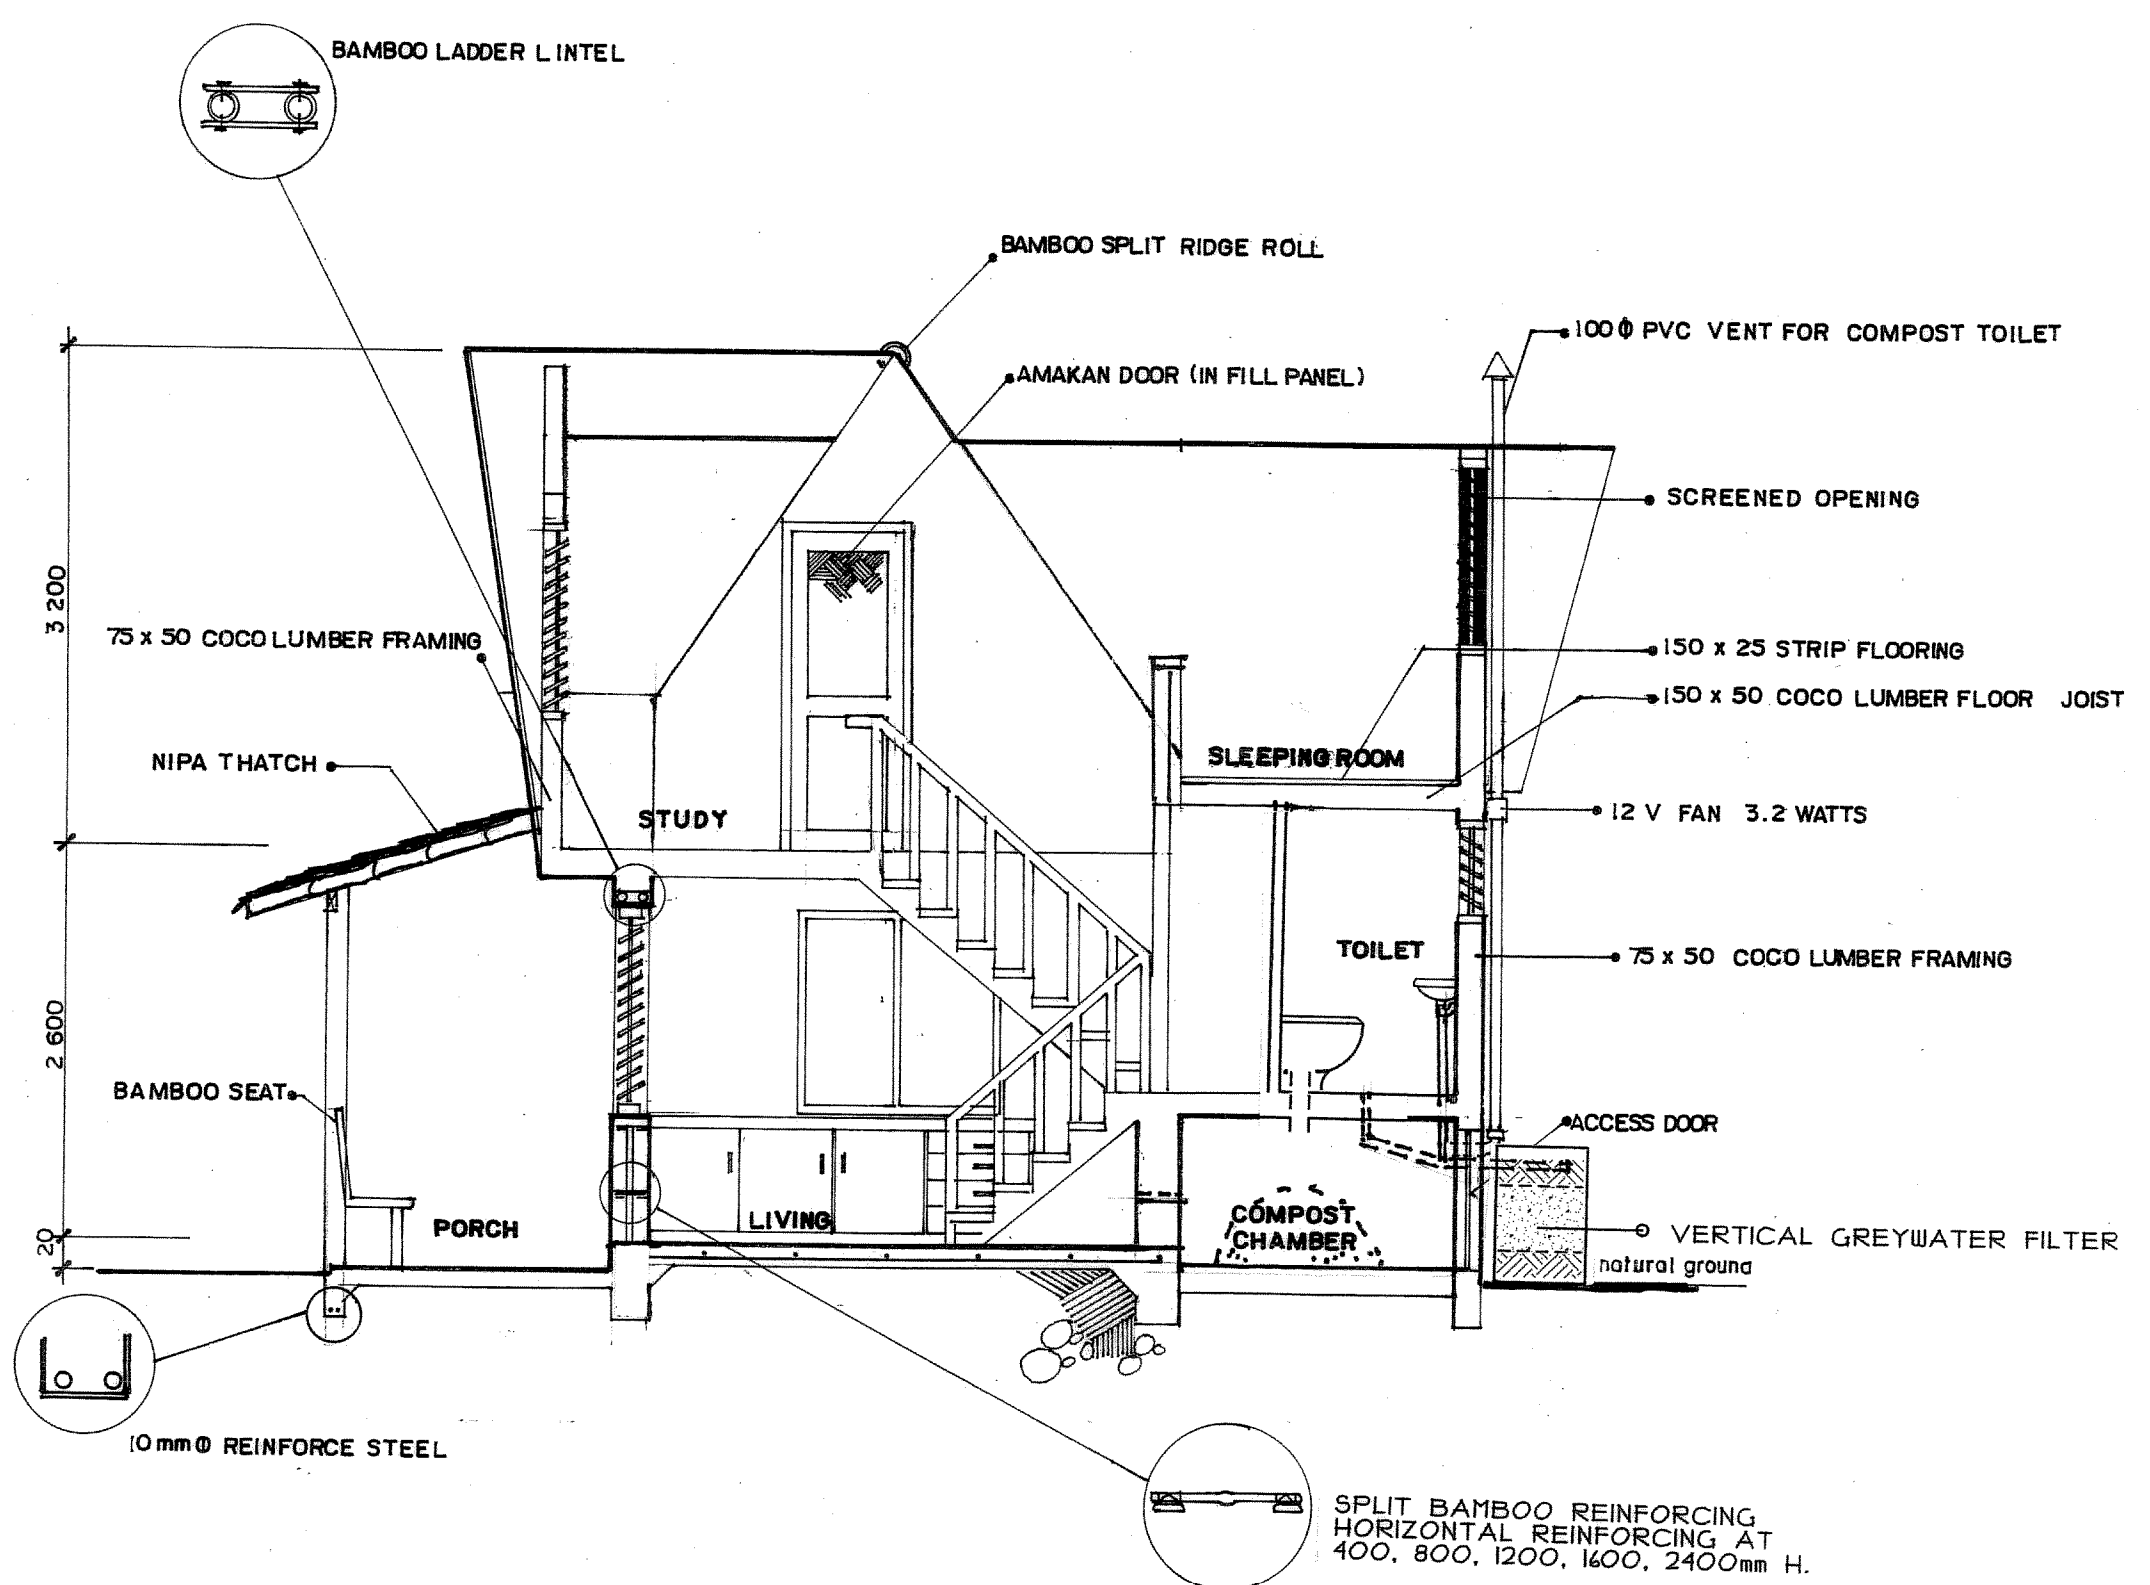 BAMBOO LADDER LINTEL
BAMBOO SPLIT RIDGE ROLL
100 Φ PVC VENT FOR COMPOST TOILET
AMAKAN DOOR (IN FILL PANEL)
SCREENED OPENING
3 200
75 x 50 COCO LUMBER FRAMING
150 x 25 STRIP FLOORING
150 x 50 COCO LUMBER FLOOR JOIST
SLEEPING ROOM
NIPA THATCH
STUDY
12 V FAN 3.2 WATTS
TOILET
75 x 50 COCO LUMBER FRAMING
2 600
BAMBOO SEAT
ACCESS DOOR
PORCH
LIVING
COMPOST
CHAMBER
VERTICAL GREYWATER FILTER
natural ground
20
10mm Φ REINFORCE STEEL
SPLIT BAMBOO REINFORCING
HORIZONTAL REINFORCING AT
400, 800, 1200, 1600, 2400mm H.